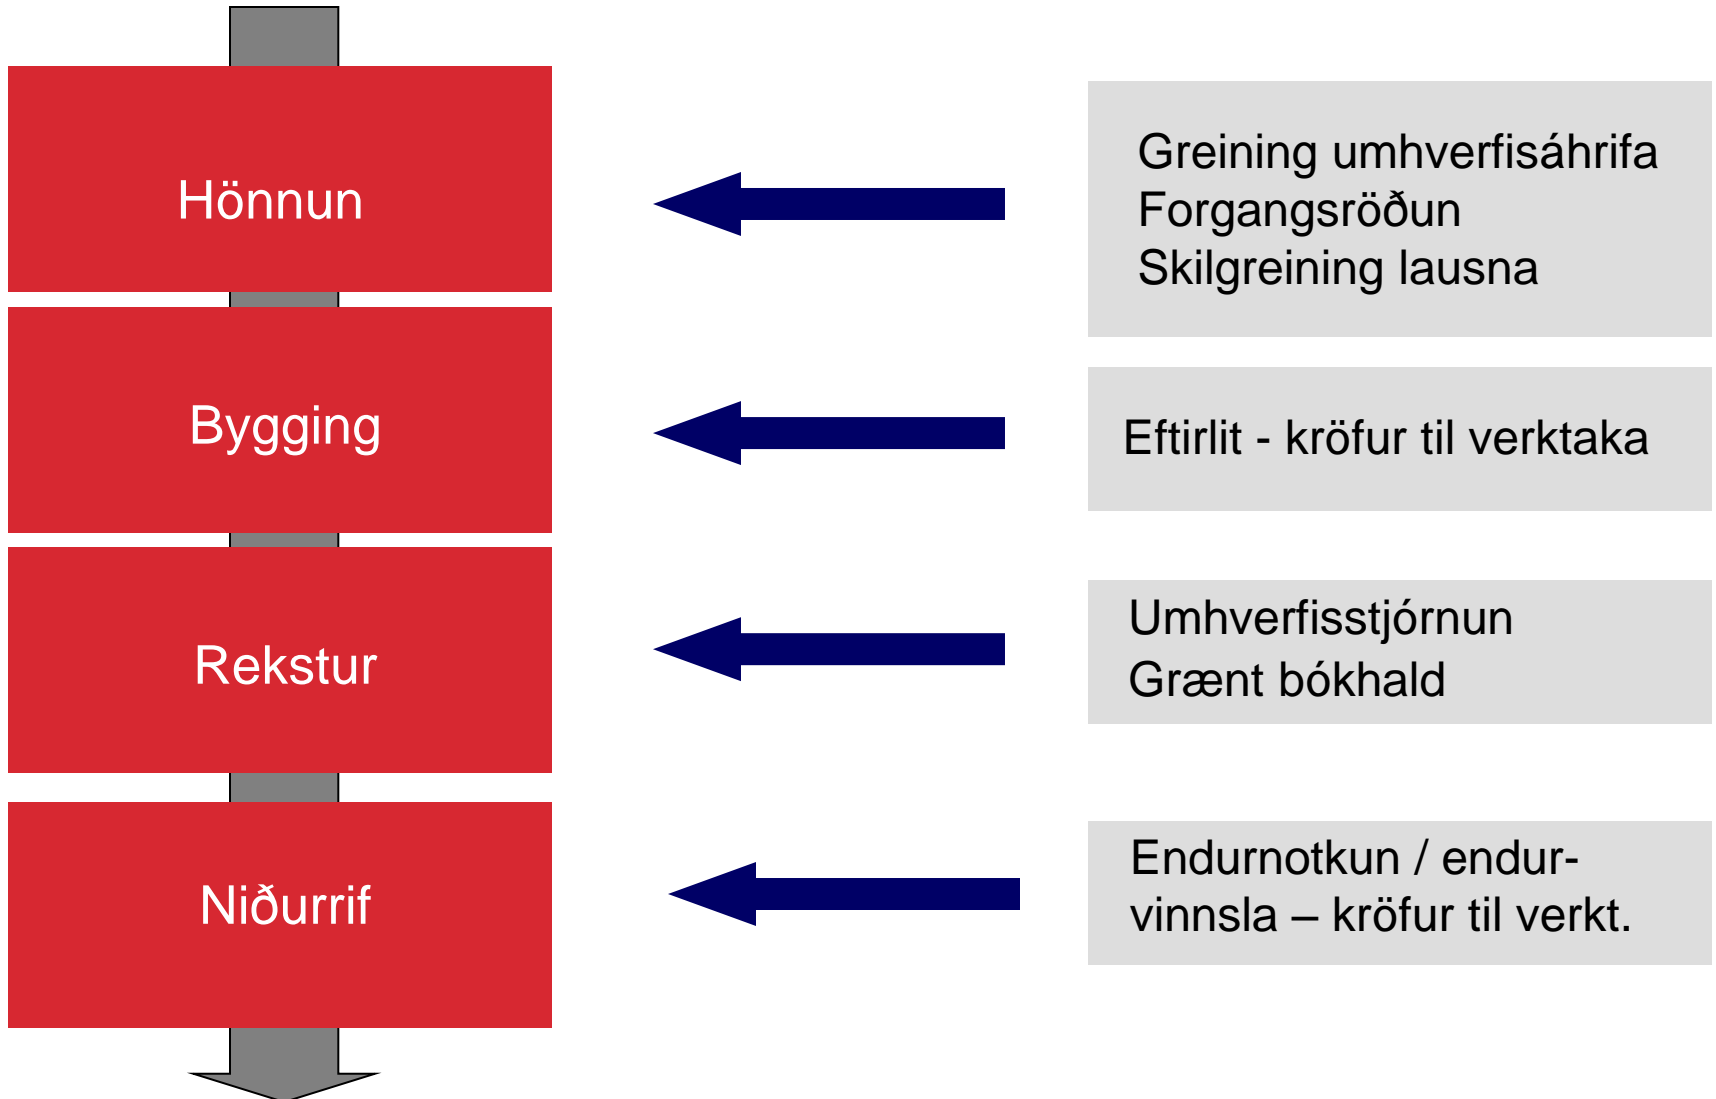 Hönnun
Greining umhverfisáhrifa
Forgangsröðun
Skilgreining lausna
Bygging
Eftirlit - kröfur til verktaka
Rekstur
Umhverfisstjórnun
Grænt bókhald
Niðurrif
Endurnotkun / endur-
vinnsla – kröfur til verkt.